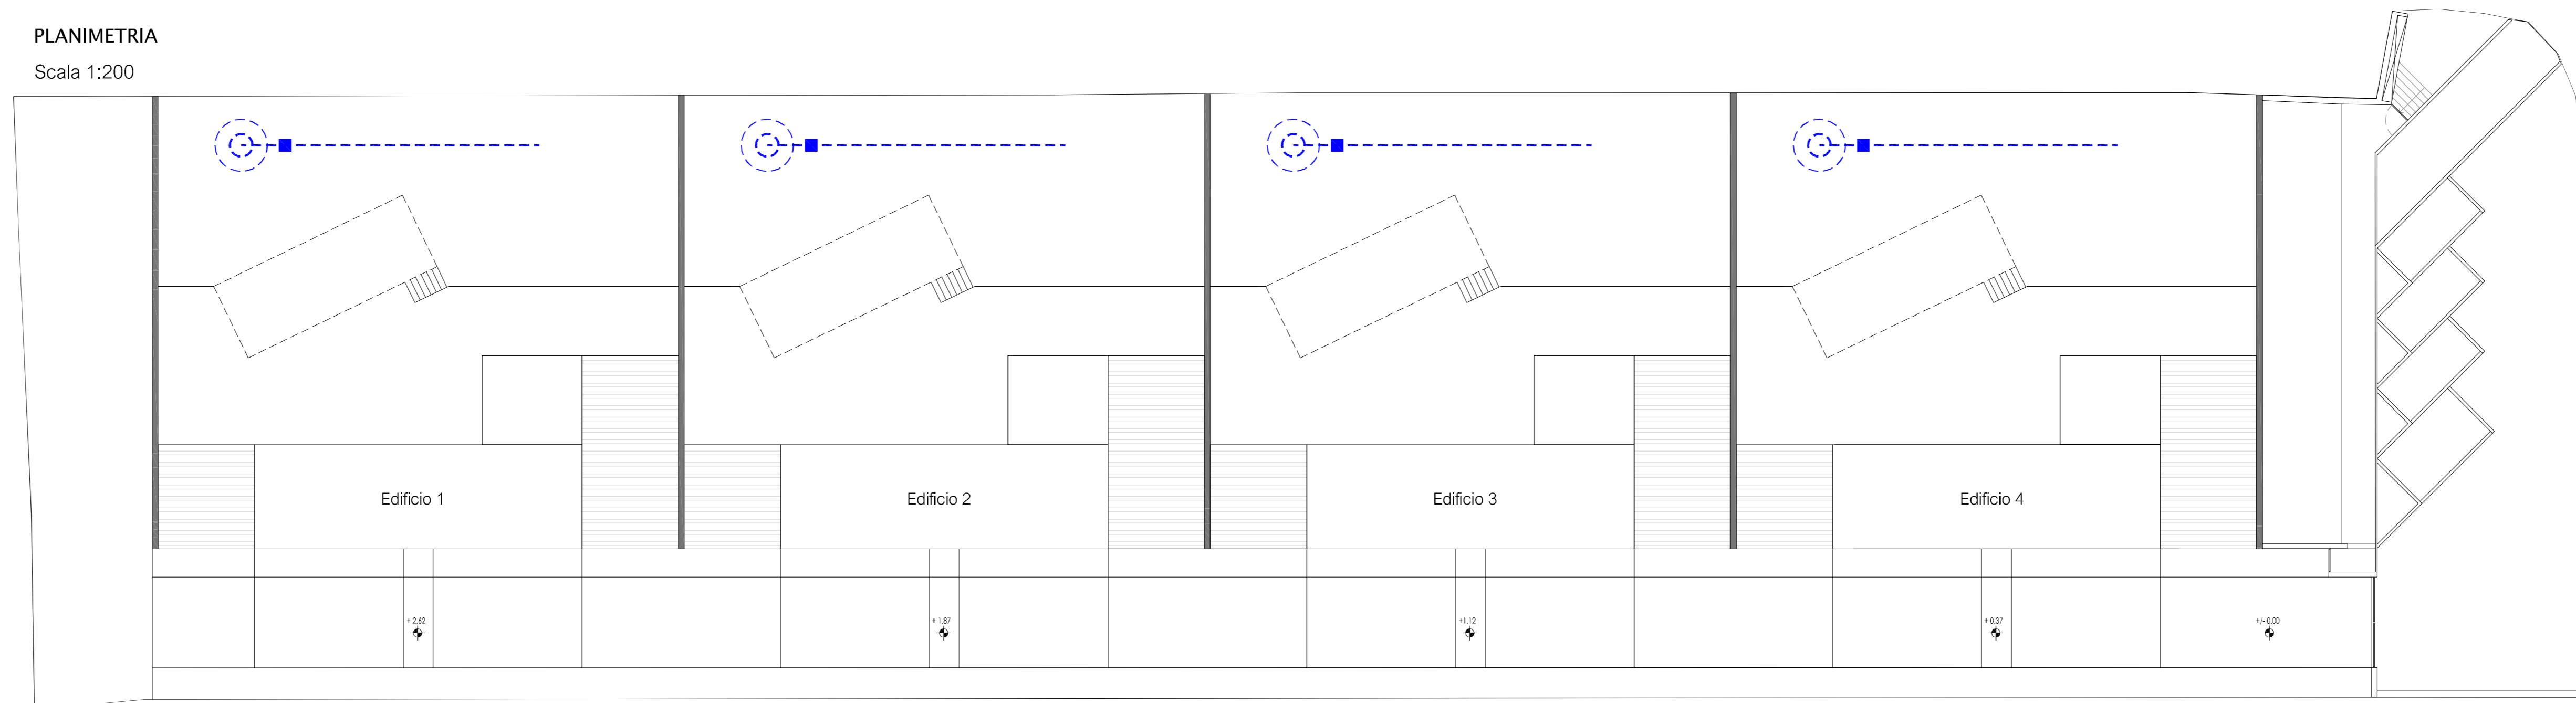 PLANIMETRIA
Scala 1:200
Edificio 1
Edificio 2
Edificio 3
Edificio 4
+ 2.62
+ 1.87
+1.12
+ 0.37
+/- 0.00